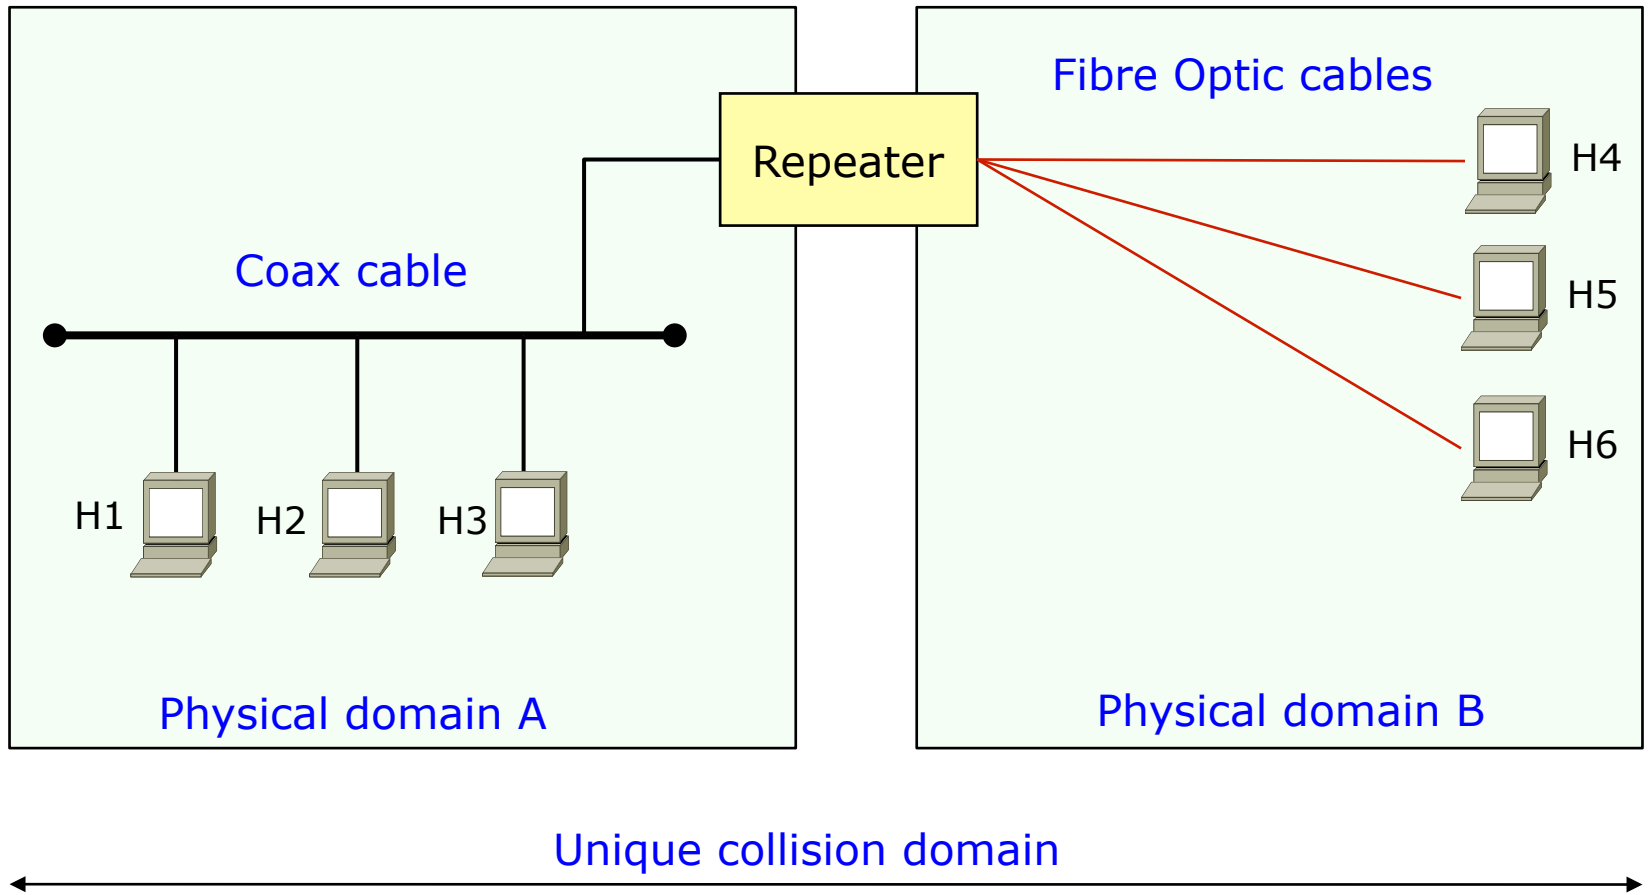 Fibre Optic cables
Repeater
H4
Coax cable
H5
H6
H1
H2
H3
Physical domain A
Physical domain B
Unique collision domain